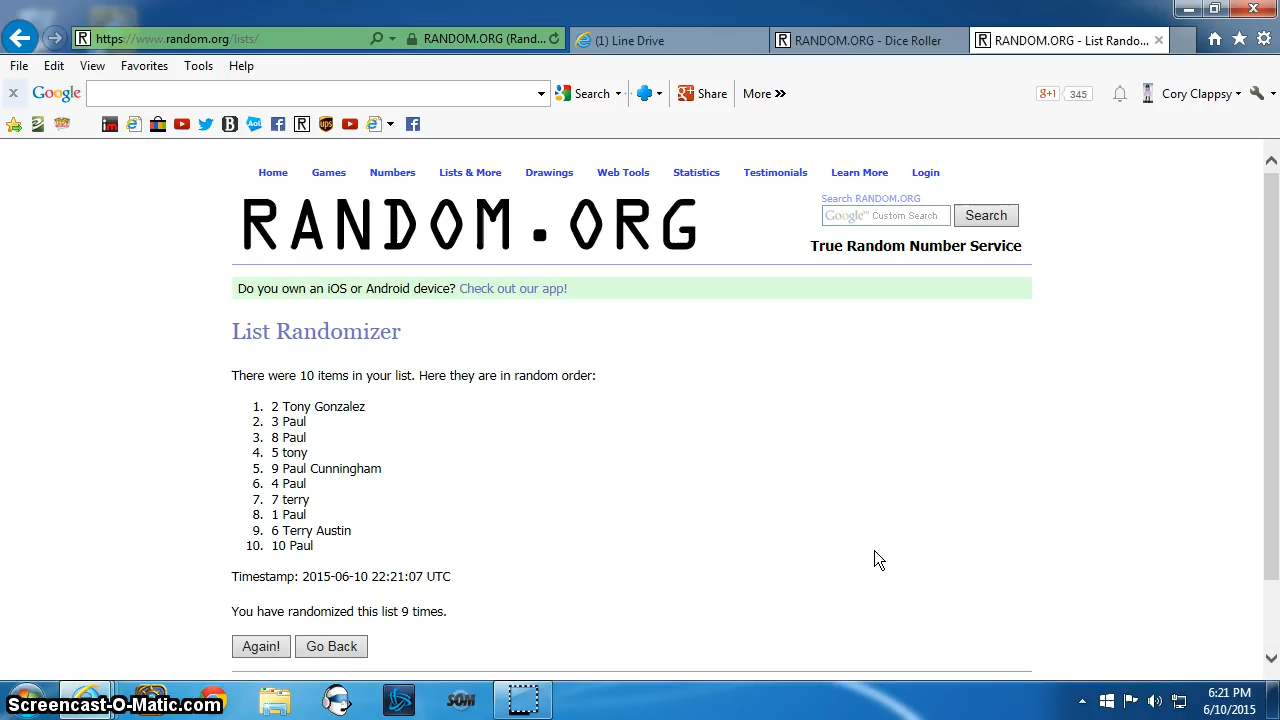 https://www.random.org/lists/
RANDOM.ORG (Rand...
(1) Line Drive
RANDOM.ORG - Dice Roller
RANDOM.ORG - List Rando...
File Edit View Favorites Tools Help
Google
Search
Share
More »
345
Cory Clappsy
Home Games Numbers Lists & More Drawings Web Tools Statistics Testimonials Learn More Login
RANDOM.ORG
Search RANDOM.ORG
Google™ Custom Search
Search
True Random Number Service
Do you own an iOS or Android device? Check out our app!
List Randomizer
There were 10 items in your list. Here they are in random order:
1. 2 Tony Gonzalez
2. 3 Paul
3. 8 Paul
4. 5 tony
5. 9 Paul Cunningham
6. 4 Paul
7. 7 terry
8. 1 Paul
9. 6 Terry Austin
10. 10 Paul
Timestamp: 2015-06-10 22:21:07 UTC
You have randomized this list 9 times.
Again! Go Back
SOM
6:21 PM
6/10/2015
Screencast-O-Matic.com